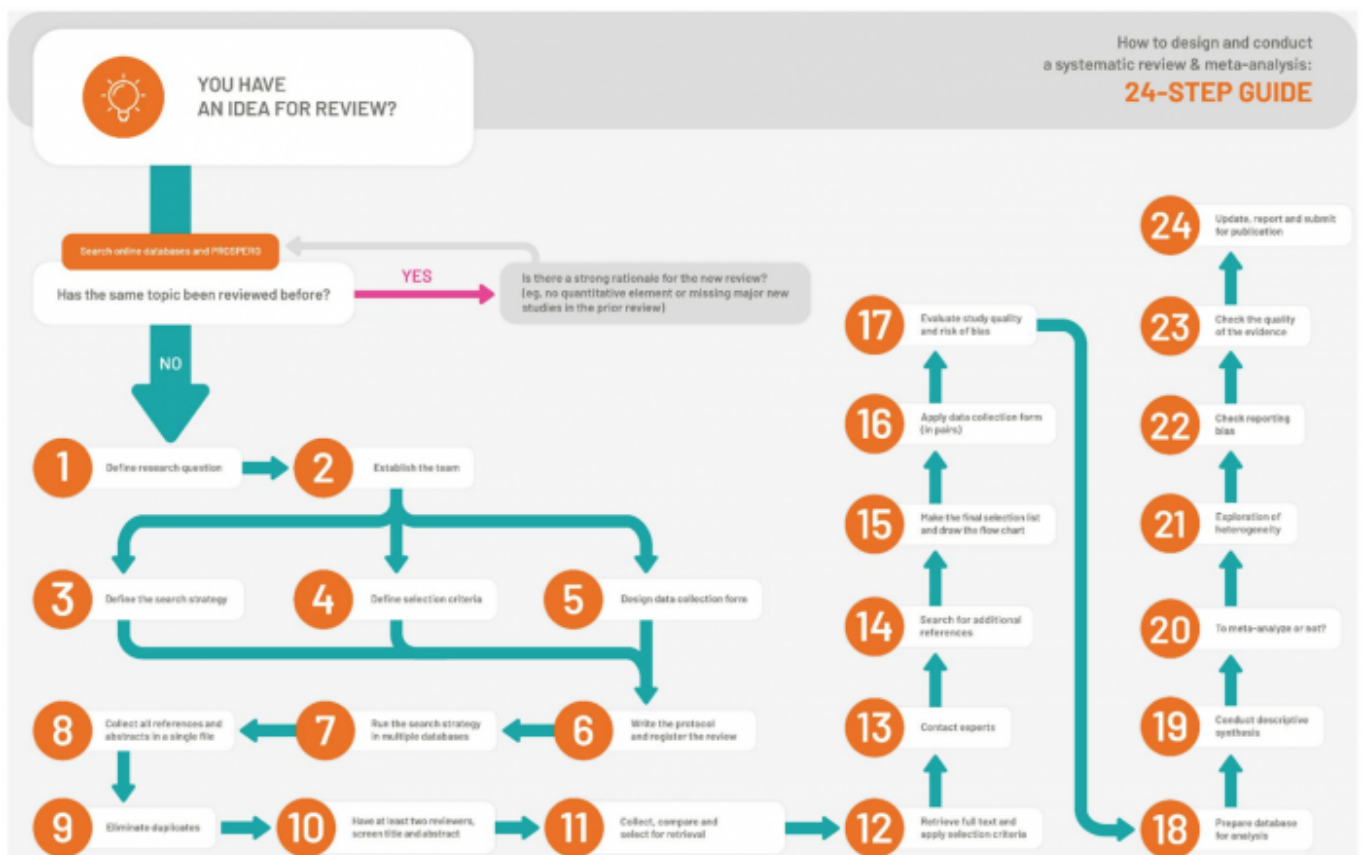 How to design and conduct
a systematic review & meta-analysis:
24-STEP GUIDE
YOU HAVE
AN IDEA FOR REVIEW?
Search online databases and PROSPERO
Has the same topic been reviewed before?
YES
Is there a strong rationale for the new review?
(eg, no quantitative element or missing major new
studies in the prior review)
NO
1
Define research question
2
Establish the team
3
Define the search strategy
4
Define selection criteria
5
Design data collection form
6
Write the protocol
and register the review
7
Run the search strategy
in multiple databases
8
Collect all references and
abstracts in a single file
9
Eliminate duplicates
10
Have at least two reviewers,
screen title and abstract
11
Collect, compare and
select for retrieval
12
Retrieve full text and
apply selection criteria
13
Contact experts
14
Search for additional
references
15
Make the final selection list
and draw the flow chart
16
Apply data collection form
(in pairs)
17
Evaluate study quality
and risk of bias
18
Prepare database
for analysis
19
Conduct descriptive
synthesis
20
To meta-analyze or not?
21
Exploration of
heterogeneity
22
Check reporting
bias
23
Check the quality
of the evidence
24
Update, report and submit
for publication